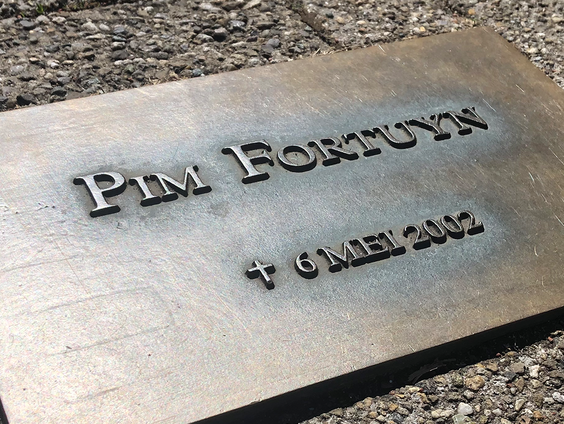 Pim Fortuyn
† 6 MEI 2002